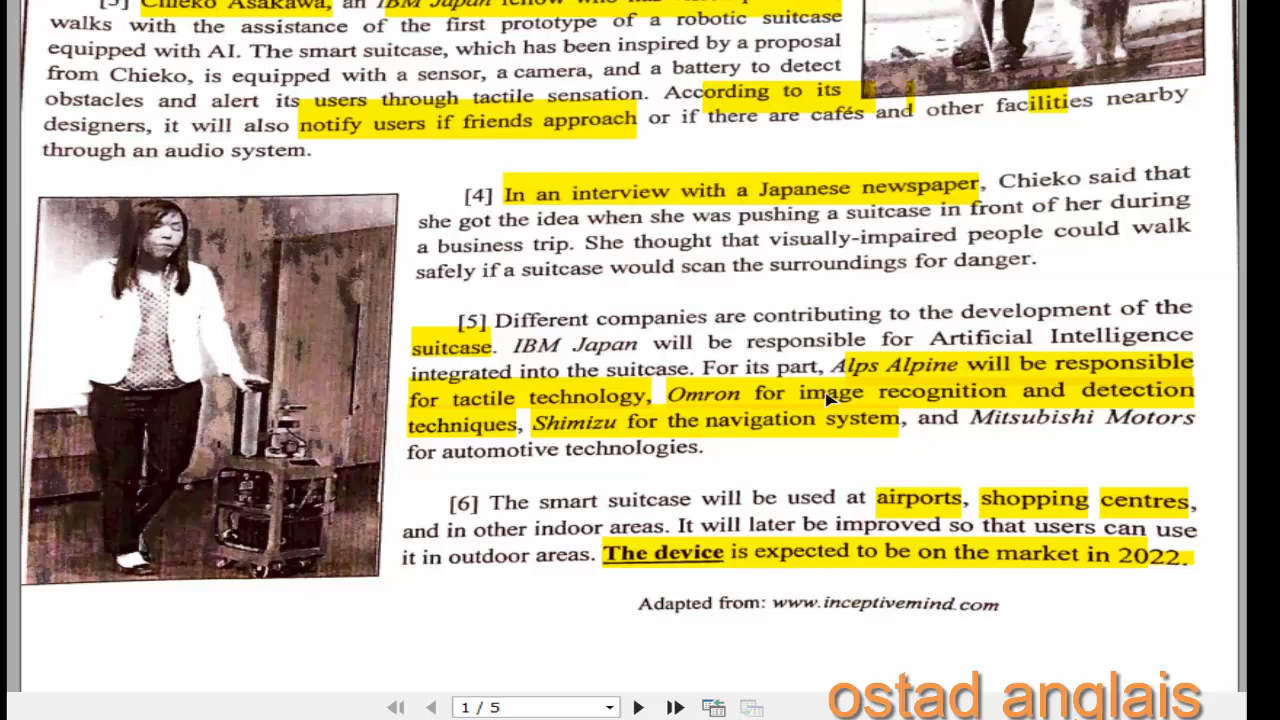 [3] Chieko Asakawa, an IBM Japan fellow who has
walks with the assistance of the first prototype of a robotic suitcase
equipped with AI. The smart suitcase, which has been inspired by a proposal
from Chieko, is equipped with a sensor, a camera, and a battery to detect
obstacles and alert its users through tactile sensation. According to its
designers, it will also notify users if friends approach or if there are cafés and other facilities nearby
through an audio system.
[4] In an interview with a Japanese newspaper, Chieko said that
she got the idea when she was pushing a suitcase in front of her during
a business trip. She thought that visually-impaired people could walk
safely if a suitcase would scan the surroundings for danger.
[5] Different companies are contributing to the development of the
suitcase. IBM Japan will be responsible for Artificial Intelligence
integrated into the suitcase. For its part, Alps Alpine will be responsible
for tactile technology, Omron for image recognition and detection
techniques, Shimizu for the navigation system, and Mitsubishi Motors
for automotive technologies.
[6] The smart suitcase will be used at airports, shopping centres,
and in other indoor areas. It will later be improved so that users can use
it in outdoor areas. The device is expected to be on the market in 2022.
Adapted from: www.inceptivemind.com
1 / 5
ostad anglais